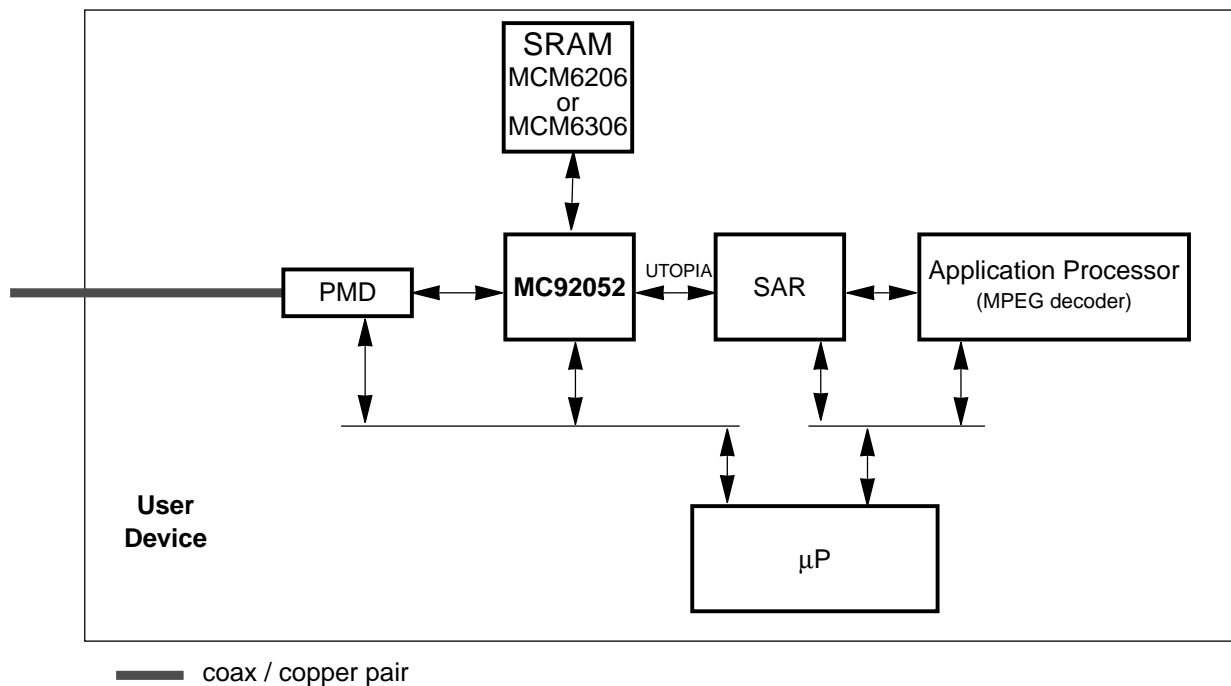 SRAM
MCM6206
or
MCM6306
PMD
MC92052
UTOPIA
SAR
Application Processor
(MPEG decoder)
User
Device
μP
coax / copper pair